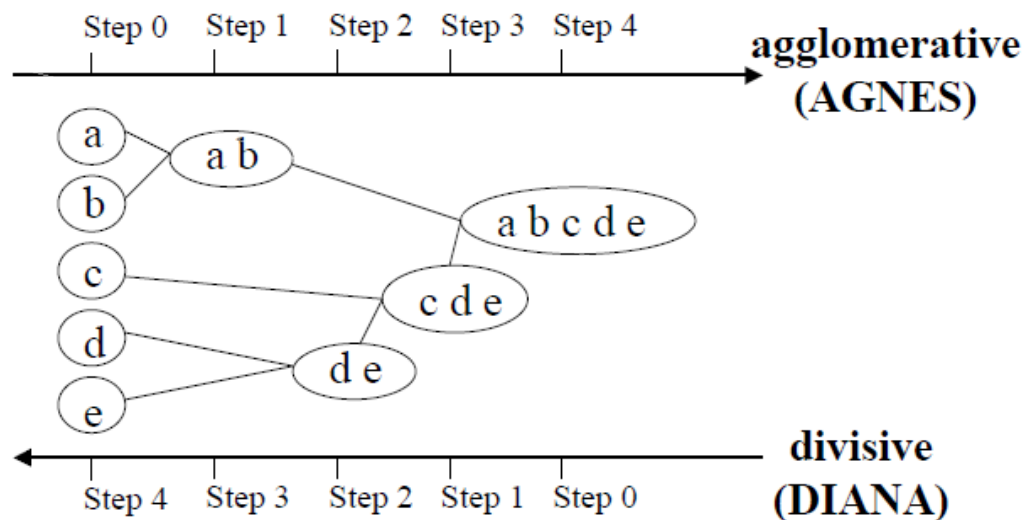 Step 0 Step 1 Step 2 Step 3 Step 4
agglomerative
(AGNES)
a
a b
b
a b c d e
c
c d e
d
d e
e
divisive
(DIANA)
Step 4 Step 3 Step 2 Step 1 Step 0